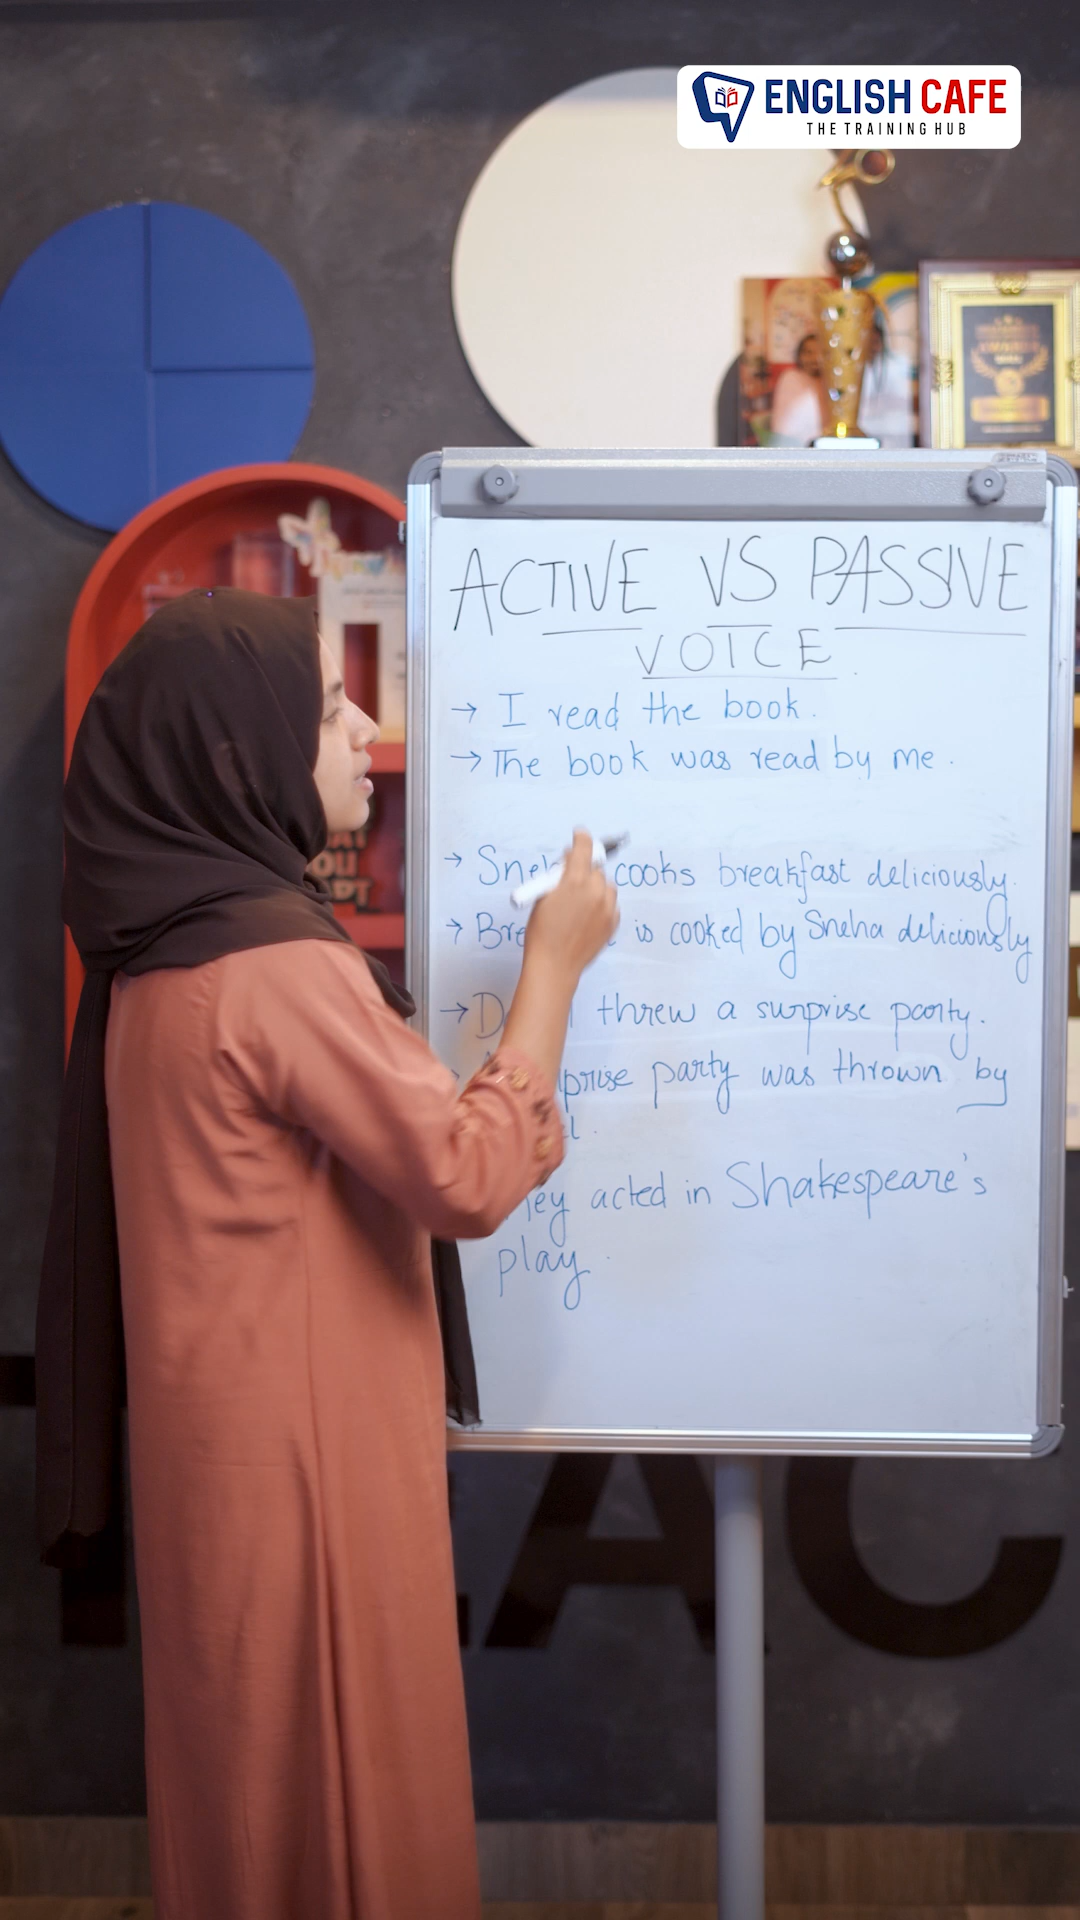 ENGLISH CAFE
THE TRAINING HUB
ACTIVE VS PASSIVE
VOICE
→ I read the book.
→ The book was read by me.
→ cooks breakfast deliciously.
→ is cooked by Sneha deliciously
→ threw a surprise party.
party was thrown by
acted in Shakespeare's
play.